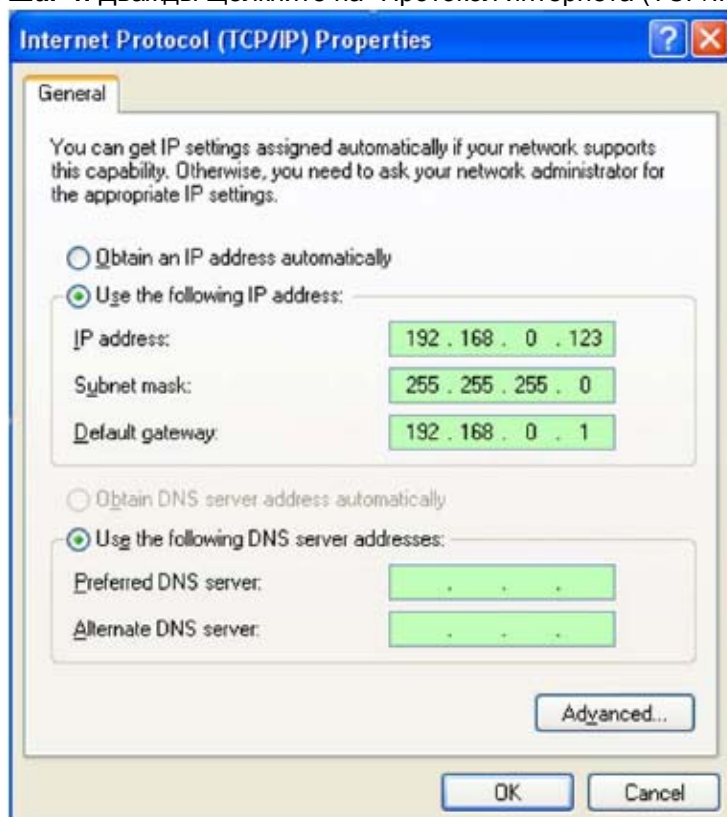 Internet Protocol (TCP/IP) Properties
General
You can get IP settings assigned automatically if your network supports
this capability. Otherwise, you need to ask your network administrator for
the appropriate IP settings.
Obtain an IP address automatically
Use the following IP address:
IP address: 192 . 168 . 0 . 123
Subnet mask: 255 . 255 . 255 . 0
Default gateway: 192 . 168 . 0 . 1
Obtain DNS server address automatically
Use the following DNS server addresses:
Preferred DNS server: . . .
Alternate DNS server: . . .
Advanced...
OK Cancel